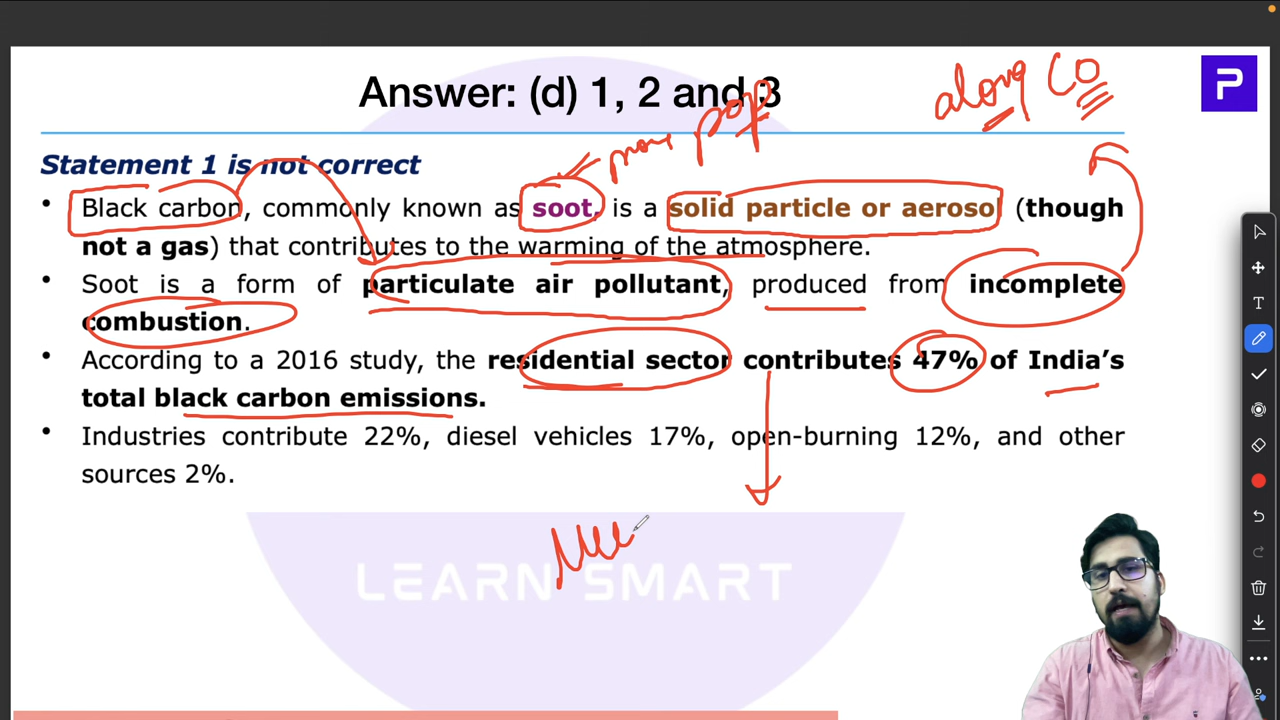 Answer: (d) 1, 2 and 3
along CO
more pop
Statement 1 is not correct
• Black carbon, commonly known as soot, is a solid particle or aerosol (though
not a gas) that contributes to the warming of the atmosphere.
• Soot is a form of particulate air pollutant, produced from incomplete
combustion.
• According to a 2016 study, the residential sector contributes 47% of India’s
total black carbon emissions.
• Industries contribute 22%, diesel vehicles 17%, open-burning 12%, and other
sources 2%.
LEARN SMART